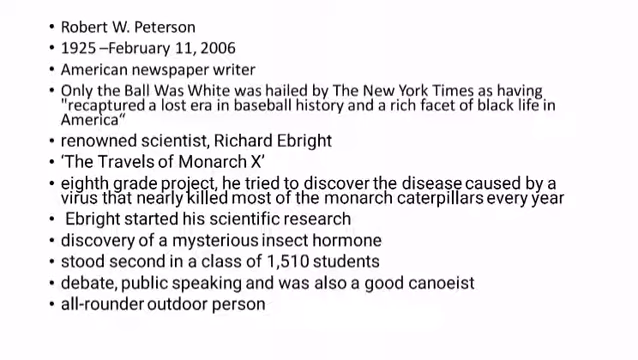 • Robert W. Peterson
• 1925 –February 11, 2006
• American newspaper writer
• Only the Ball Was White was hailed by The New York Times as having
"recaptured a lost era in baseball history and a rich facet of black life in
America“
• renowned scientist, Richard Ebright
• ‘The Travels of Monarch X’
• eighth grade project, he tried to discover the disease caused by a
virus that nearly killed most of the monarch caterpillars every year
• Ebright started his scientific research
• discovery of a mysterious insect hormone
• stood second in a class of 1,510 students
• debate, public speaking and was also a good canoeist
• all-rounder outdoor person